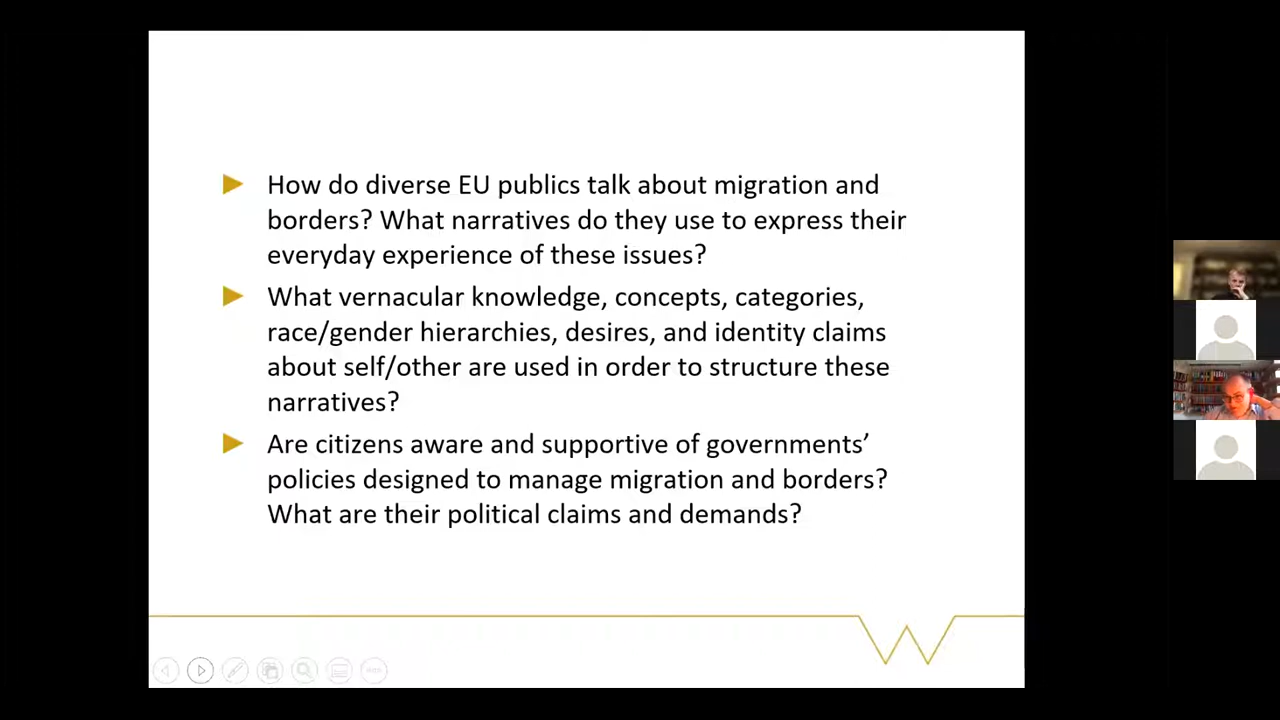 How do diverse EU publics talk about migration and
borders? What narratives do they use to express their
everyday experience of these issues?
What vernacular knowledge, concepts, categories,
race/gender hierarchies, desires, and identity claims
about self/other are used in order to structure these
narratives?
Are citizens aware and supportive of governments’
policies designed to manage migration and borders?
What are their political claims and demands?